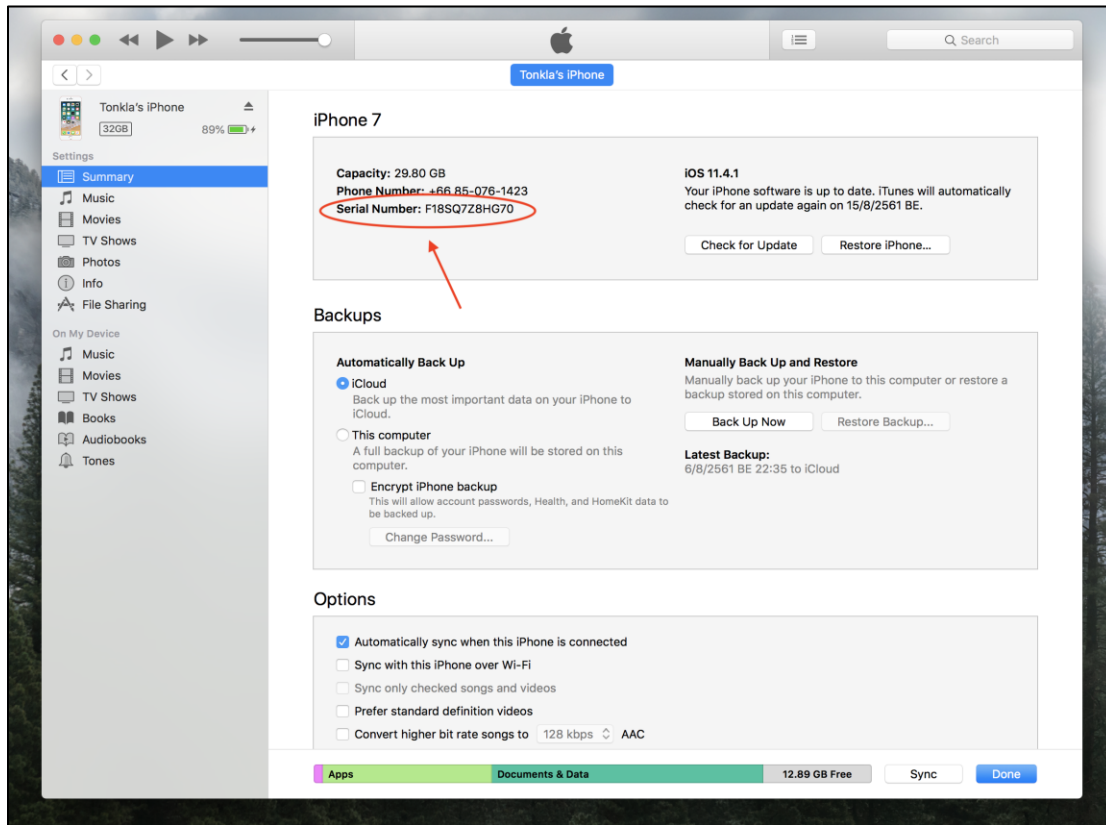 Search
Tonkla's iPhone
Tonkla's iPhone
32GB
89%
Settings
Summary
Music
Movies
TV Shows
Photos
Info
File Sharing
On My Device
Music
Movies
TV Shows
Books
Audiobooks
Tones
iPhone 7
Capacity: 29.80 GB
Phone Number: +66 85-076-1423
Serial Number: F18SQ7Z8HG70
iOS 11.4.1
Your iPhone software is up to date. iTunes will automatically
check for an update again on 15/8/2561 BE.
Check for Update
Restore iPhone...
Backups
Automatically Back Up
iCloud
Back up the most important data on your iPhone to
iCloud.
This computer
A full backup of your iPhone will be stored on this
computer.
Encrypt iPhone backup
This will allow account passwords, Health, and HomeKit data to
be backed up.
Change Password...
Manually Back Up and Restore
Manually back up your iPhone to this computer or restore a
backup stored on this computer.
Back Up Now
Restore Backup...
Latest Backup:
6/8/2561 BE 22:35 to iCloud
Options
Automatically sync when this iPhone is connected
Sync with this iPhone over Wi-Fi
Sync only checked songs and videos
Prefer standard definition videos
Convert higher bit rate songs to 128 kbps AAC
Apps
Documents & Data
12.89 GB Free
Sync
Done